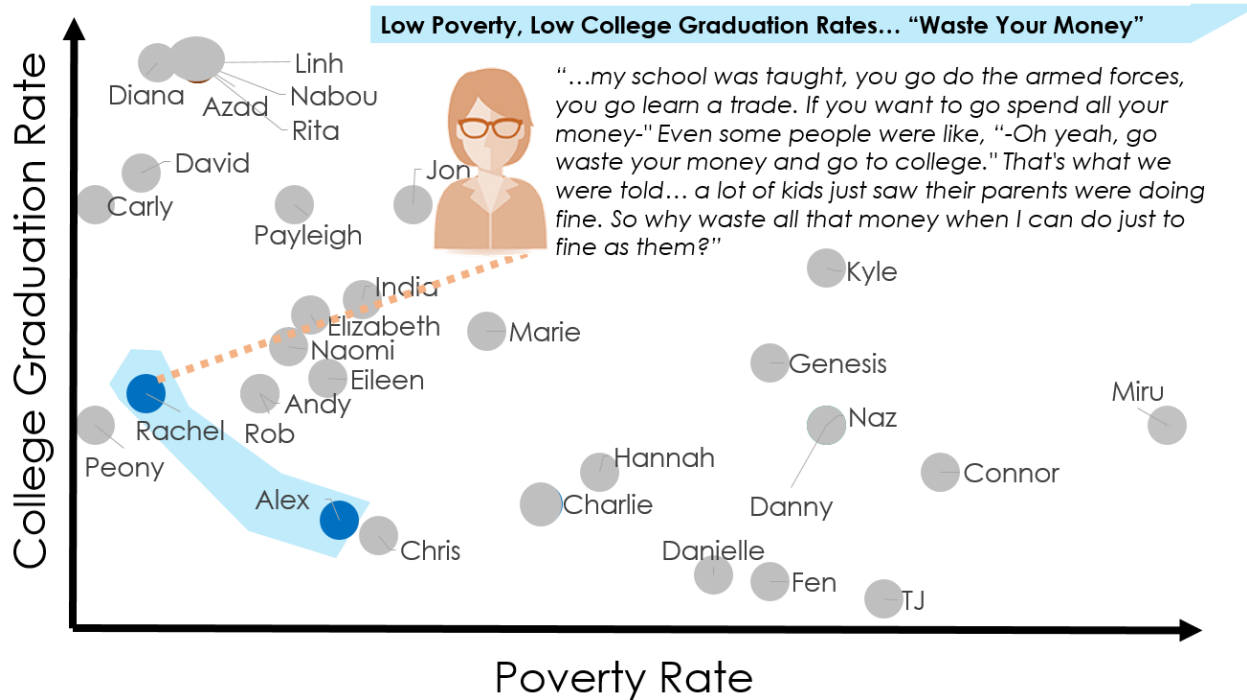 Low Poverty, Low College Graduation Rates… “Waste Your Money”
“…my school was taught, you go do the armed forces,
you go learn a trade. If you want to go spend all your
money-" Even some people were like, “-Oh yeah, go
waste your money and go to college." That's what we
were told… a lot of kids just saw their parents were doing
fine. So why waste all that money when I can do just to
fine as them?”
College Graduation Rate
Linh
Diana
Nabou
Azad
Rita
David
Jon
Carly
Payleigh
Kyle
India
Elizabeth
Marie
Naomi
Genesis
Eileen
Miru
Andy
Naz
Rachel
Rob
Hannah
Peony
Connor
Alex
Charlie
Danny
Chris
Danielle
Fen
TJ
Poverty Rate